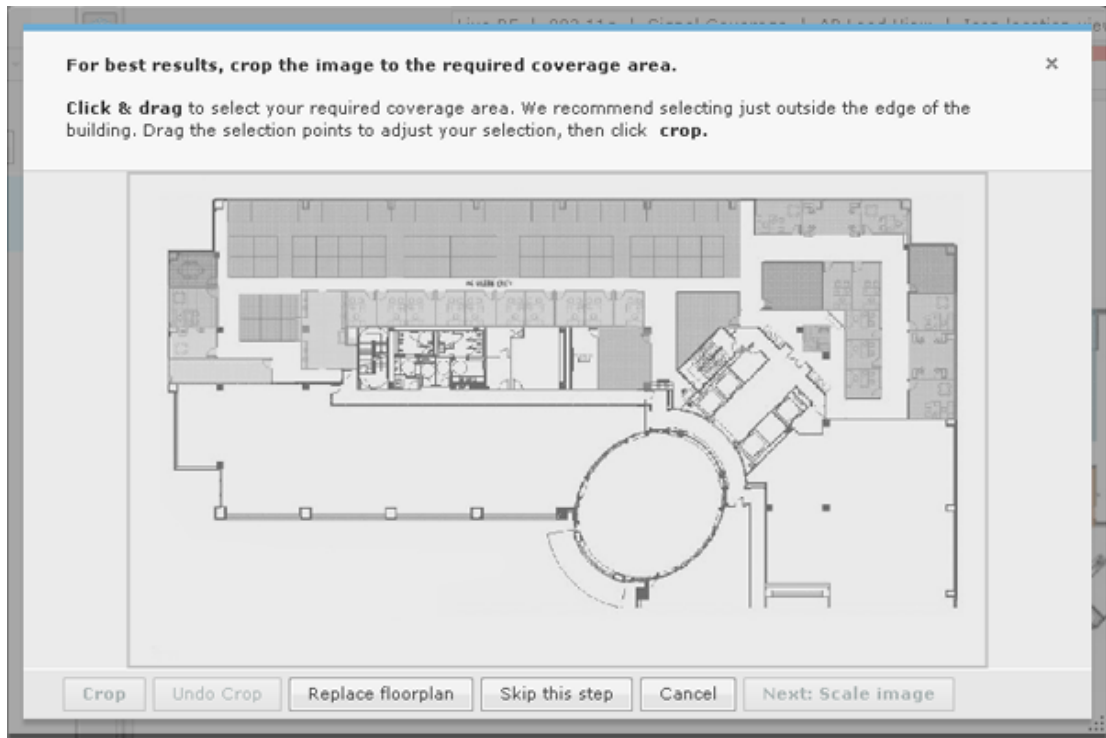 For best results, crop the image to the required coverage area.
×
Click & drag to select your required coverage area. We recommend selecting just outside the edge of the
building. Drag the selection points to adjust your selection, then click crop.
Crop
Undo Crop
Replace floorplan
Skip this step
Cancel
Next: Scale image